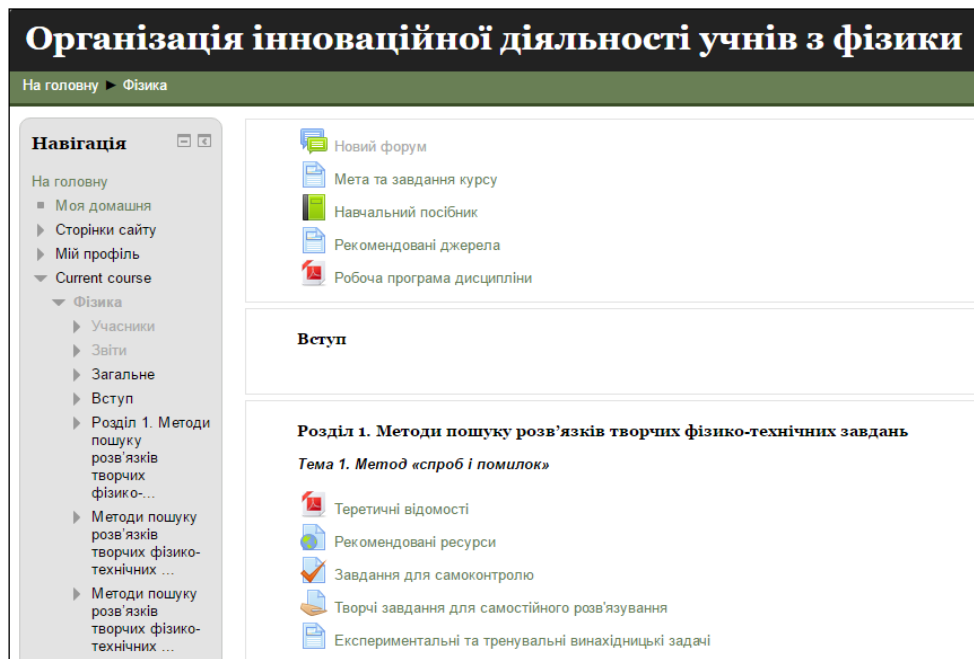 Організація інноваційної діяльності учнів з фізики
На головну ► Фізика
Навігація
На головну
Моя домашня
Сторінки сайту
Мій профіль
Current course
Фізика
Учасники
Звіти
Загальне
Вступ
Розділ 1. Методи
пошуку
розв'язків
творчих
фізико-...
Методи пошуку
розв'язків
творчих фізико-
технічних ...
Методи пошуку
розв'язків
творчих фізико-
технічних ...
Новий форум
Мета та завдання курсу
Навчальний посібник
Рекомендовані джерела
Робоча програма дисципліни
Вступ
Розділ 1. Методи пошуку розв’язків творчих фізико-технічних завдань
Тема 1. Метод «спроб і помилок»
Теретичні відомості
Рекомендовані ресурси
Завдання для самоконтролю
Творчі завдання для самостійного розв'язування
Експериментальні та тренувальні винахідницькі задачі